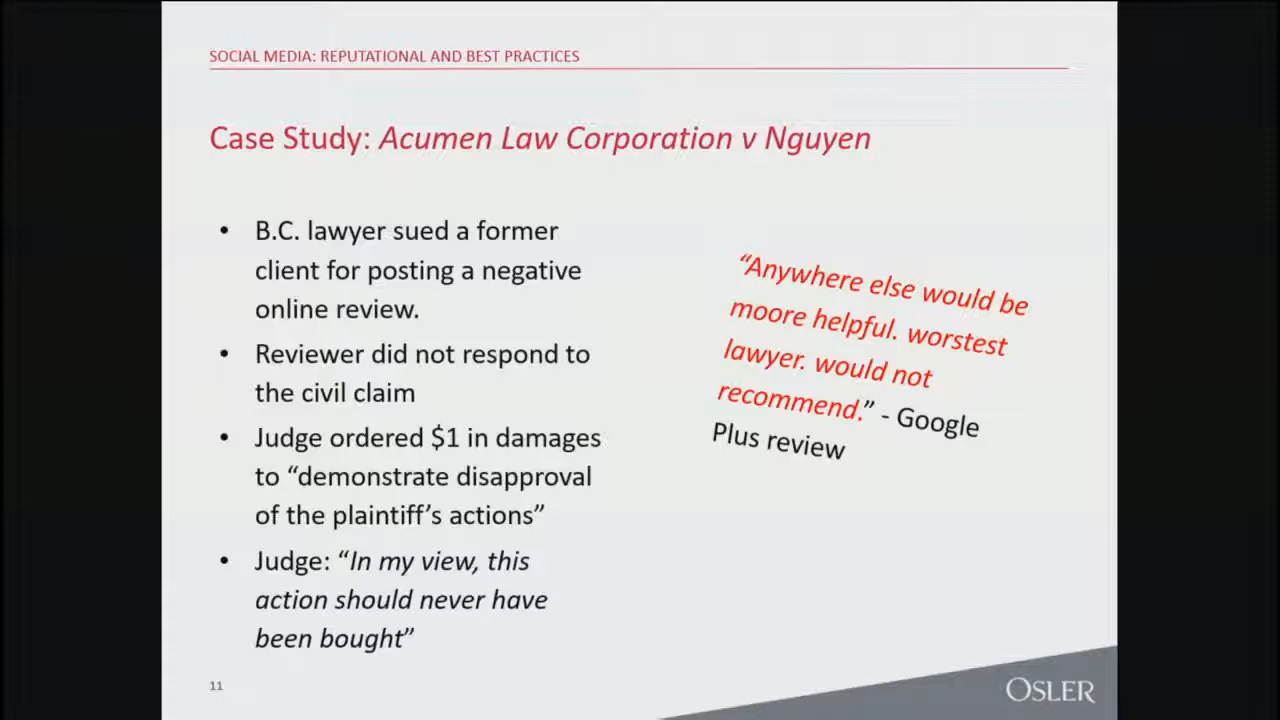 SOCIAL MEDIA: REPUTATIONAL AND BEST PRACTICES
Case Study: Acumen Law Corporation v Nguyen
• B.C. lawyer sued a former
client for posting a negative
online review.
• Reviewer did not respond to
the civil claim
• Judge ordered $1 in damages
to “demonstrate disapproval
of the plaintiff’s actions”
• Judge: “In my view, this
action should never have
been bought”
“Anywhere else would be
moore helpful. worstest
lawyer. would not
recommend.” - Google
Plus review
11
OSLER